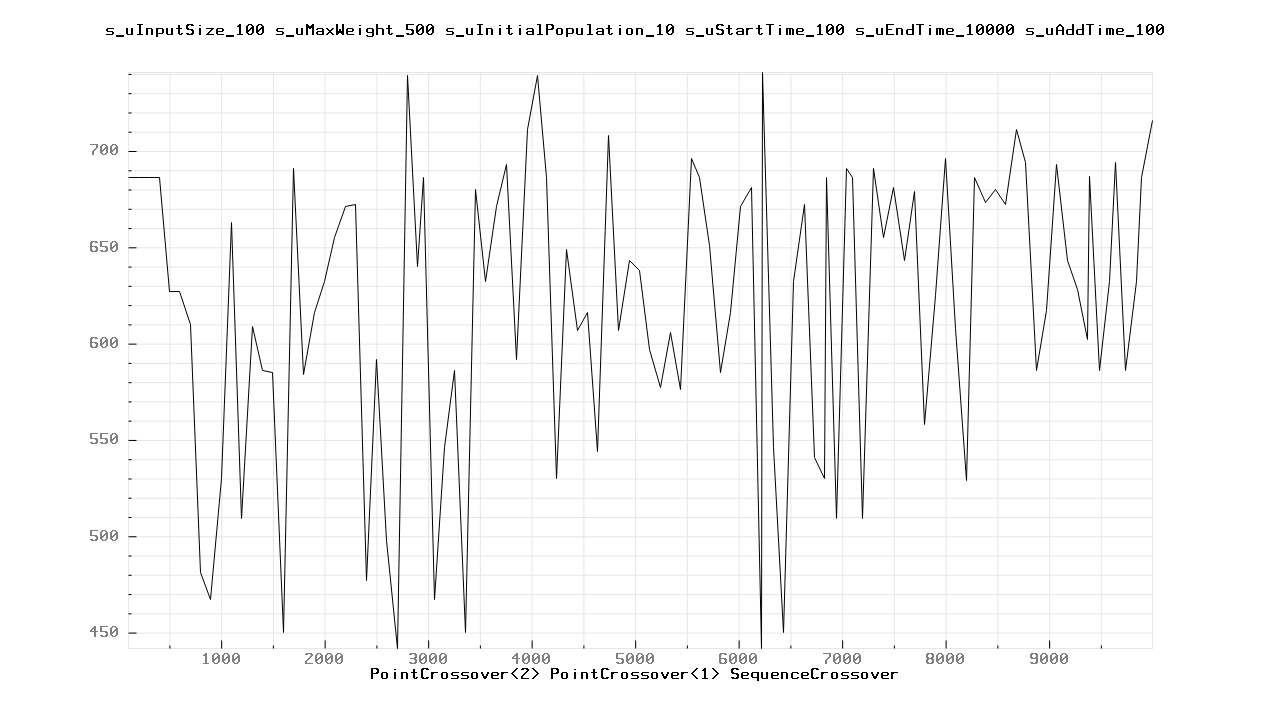 s_uInputSize_100 s_uMaxWeight_500 s_uInitialPopulation_10 s_uStartTime_100 s_uEndTime_10000 s_uAddTime_100
700
650
600
550
500
450
1000 2000 3000 4000 5000 6000 7000 8000 9000
PointCrossover<2> PointCrossover<1> SequenceCrossover